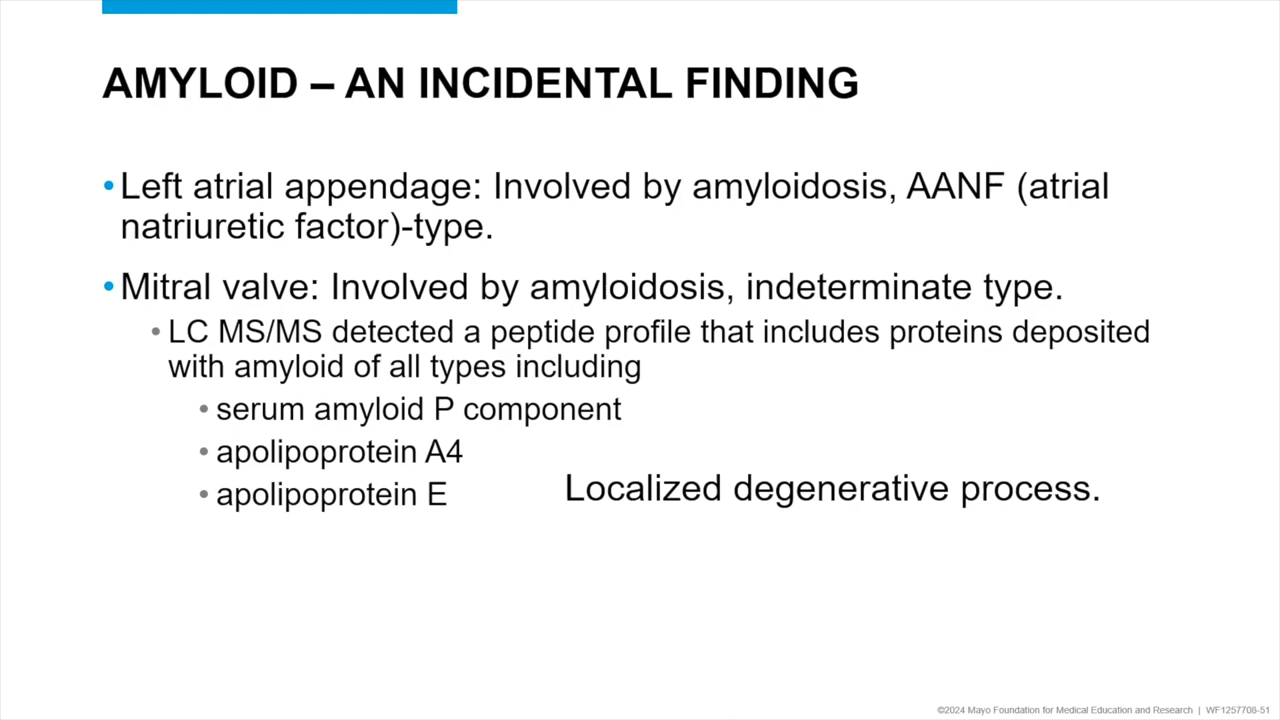 AMYLOID – AN INCIDENTAL FINDING
•Left atrial appendage: Involved by amyloidosis, AANF (atrial
natriuretic factor)-type.
•Mitral valve: Involved by amyloidosis, indeterminate type.
•LC MS/MS detected a peptide profile that includes proteins deposited
with amyloid of all types including
•serum amyloid P component
•apolipoprotein A4
•apolipoprotein E
Localized degenerative process.
©2024 Mayo Foundation for Medical Education and Research | WF1257708-51